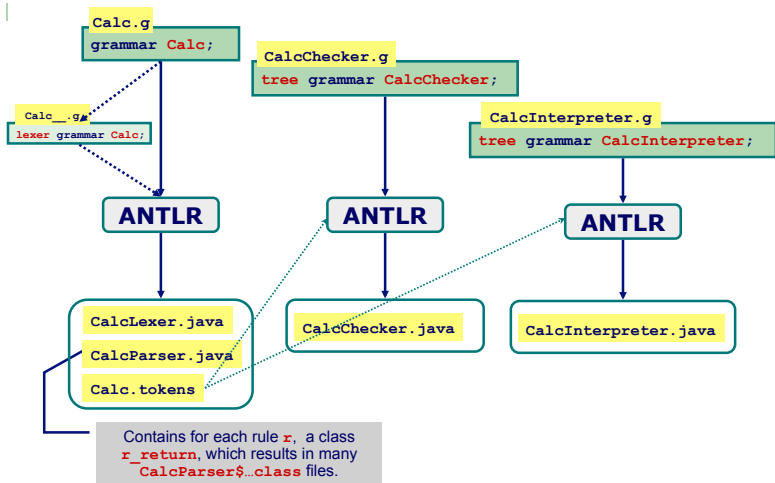 Calc.g
grammar Calc;
CalcChecker.g
tree grammar CalcChecker;
Calc__.g
lexer grammar Calc;
CalcInterpreter.g
tree grammar CalcInterpreter;
ANTLR
ANTLR
ANTLR
CalcLexer.java
CalcParser.java
Calc.tokens
CalcChecker.java
CalcInterpreter.java
Contains for each rule r, a class
r_return, which results in many
CalcParser$…class files.